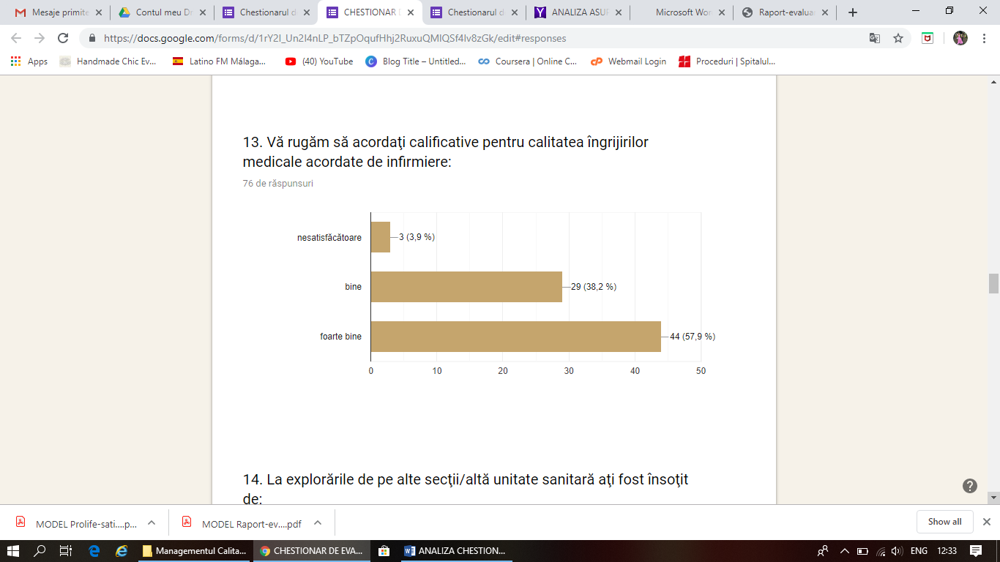 Mesaje primite
Contul meu Dr
Chestionarul d
CHESTIONAR D
Chestionarul d
ANALIZA ASUP
Microsoft Wor
Raport-evaluar
https://docs.google.com/forms/d/1rY2I_Un2I4nLP_bTZpOqufHhj2RuxuQMlQSf4Iv8zGk/edit#responses
Apps
Handmade Chic Ev...
Latino FM Málaga...
(40) YouTube
Blog Title – Untitled...
Coursera | Online C...
Webmail Login
Proceduri | Spitalul...
13. Vă rugăm să acordaţi calificative pentru calitatea îngrijirilor
medicale acordate de infirmiere:
76 de răspunsuri
nesatisfăcătoare
3 (3,9 %)
bine
29 (38,2 %)
foarte bine
44 (57,9 %)
0 10 20 30 40 50
14. La explorările de pe alte secţii/altă unitate sanitară aţi fost însoţit
de:
MODEL Prolife-sati....p...
MODEL Raport-ev....pdf
Show all
Managementul Calita...
CHESTIONAR DE EVA...
ANALIZA CHESTION...
ENG
12:33